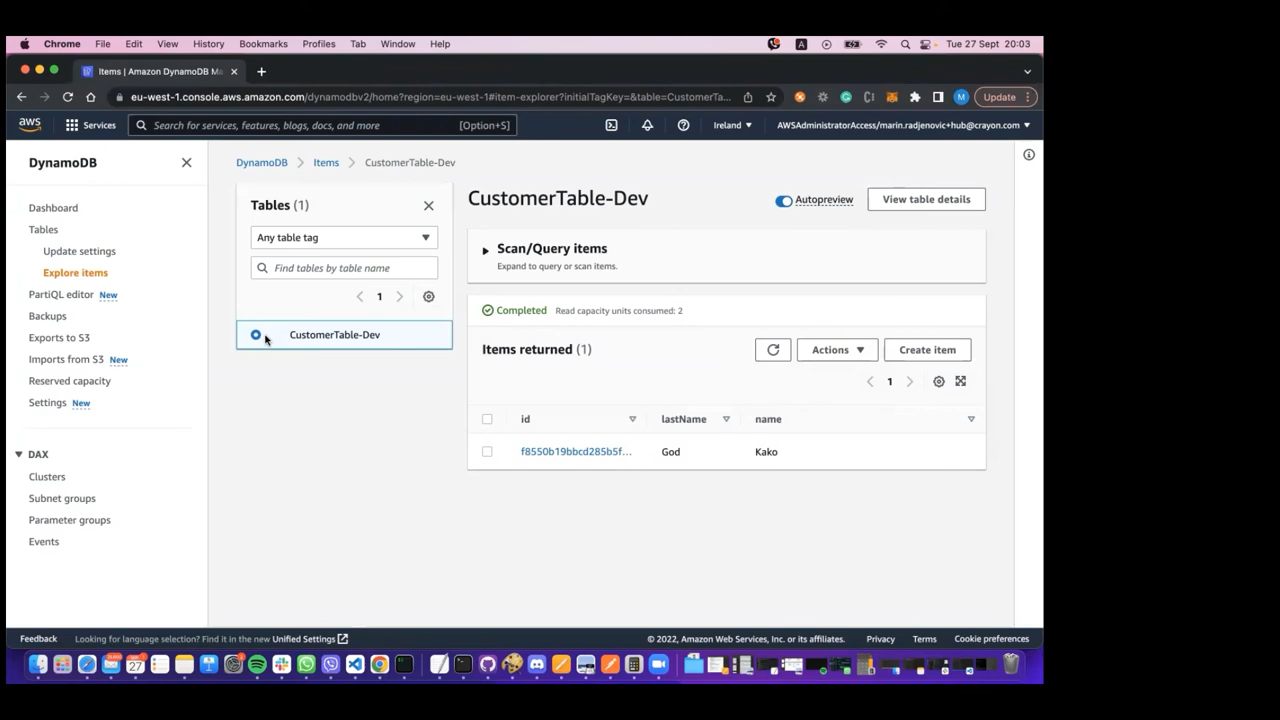 Chrome File Edit View History Bookmarks Profiles Tab Window Help A Tue 27 Sept 20:03
Items | Amazon DynamoDB Ma
eu-west-1.console.aws.amazon.com/dynamodbv2/home?region=eu-west-1#item-explorer?initialTagKey=&table=CustomerTa... M Update
aws Services Search for services, features, blogs, docs, and more [Option+S] Ireland AWSAdministratorAccess/marin.radjenovic+hub@crayon.com
DynamoDB
Dashboard
Tables
Update settings
Explore items
PartiQL editor New
Backups
Exports to S3
Imports from S3 New
Reserved capacity
Settings New
DAX
Clusters
Subnet groups
Parameter groups
Events
DynamoDB Items CustomerTable-Dev
Tables (1)
Any table tag
Find tables by table name
1
CustomerTable-Dev
CustomerTable-Dev Autopreview View table details
Scan/Query items
Expand to query or scan items.
Completed Read capacity units consumed: 2
Items returned (1) Actions Create item
1
id lastName name
f8550b19bbcd285b5f... God Kako
Feedback Looking for language selection? Find it in the new Unified Settings © 2022, Amazon Web Services, Inc. or its affiliates. Privacy Terms Cookie preferences
27